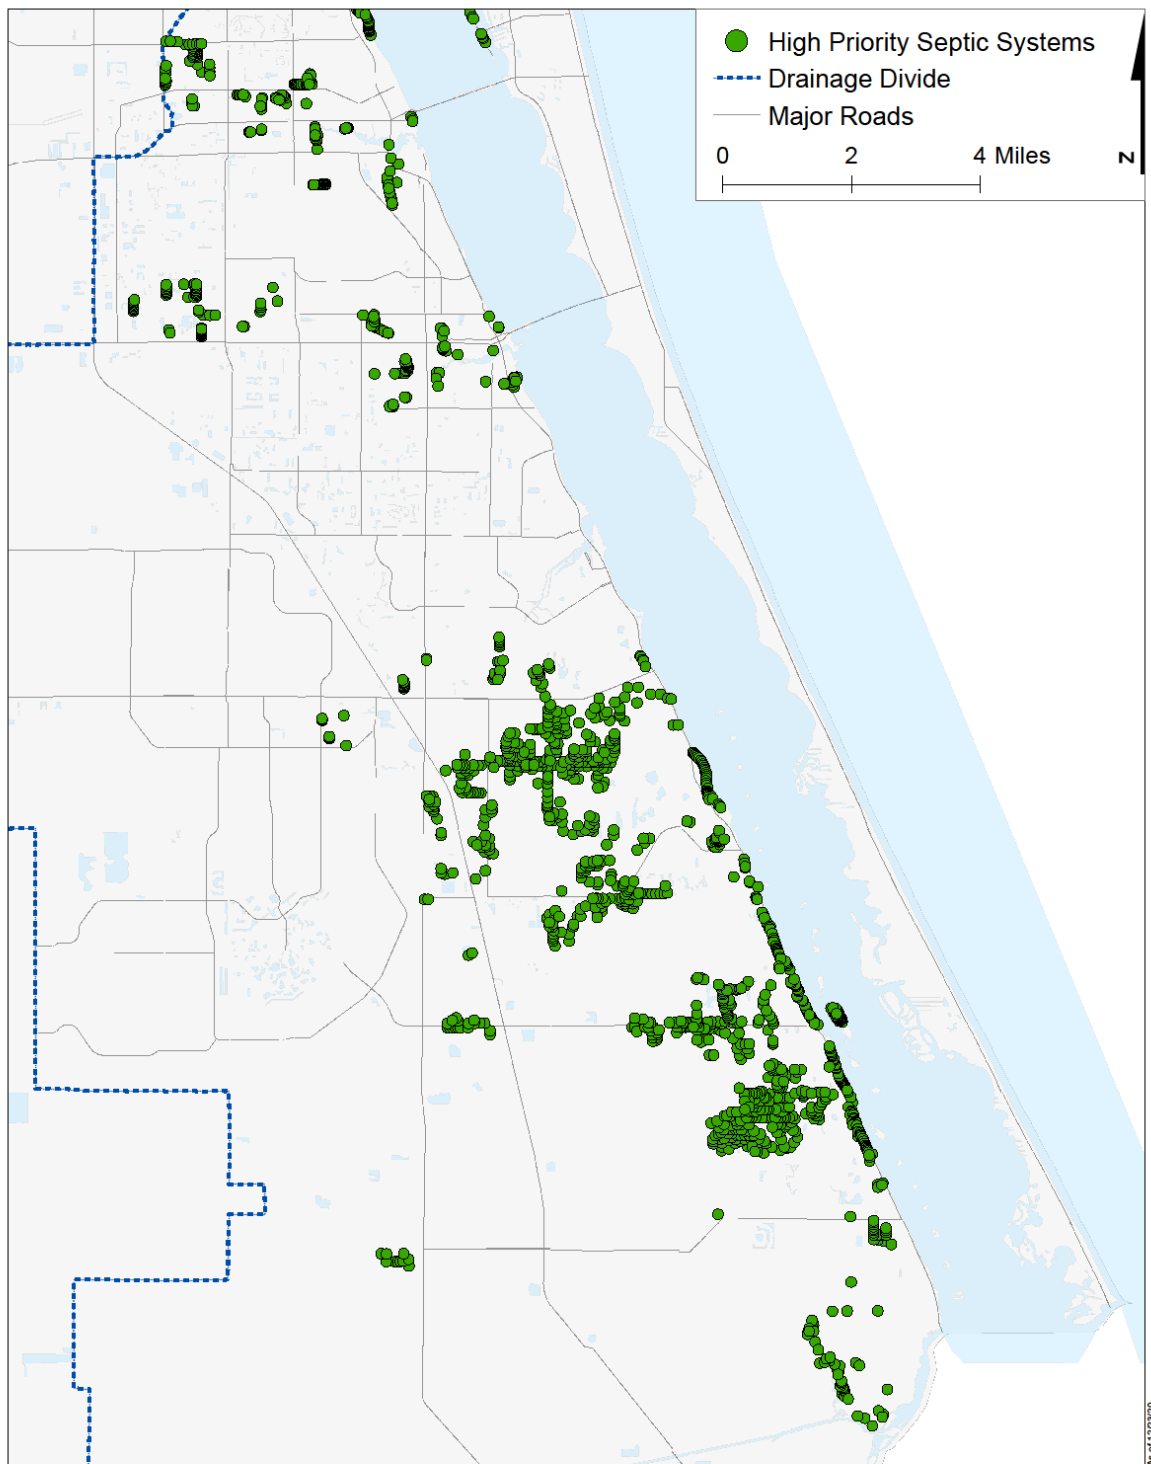 High Priority Septic Systems
Drainage Divide
Major Roads
0 2 4 Miles
N